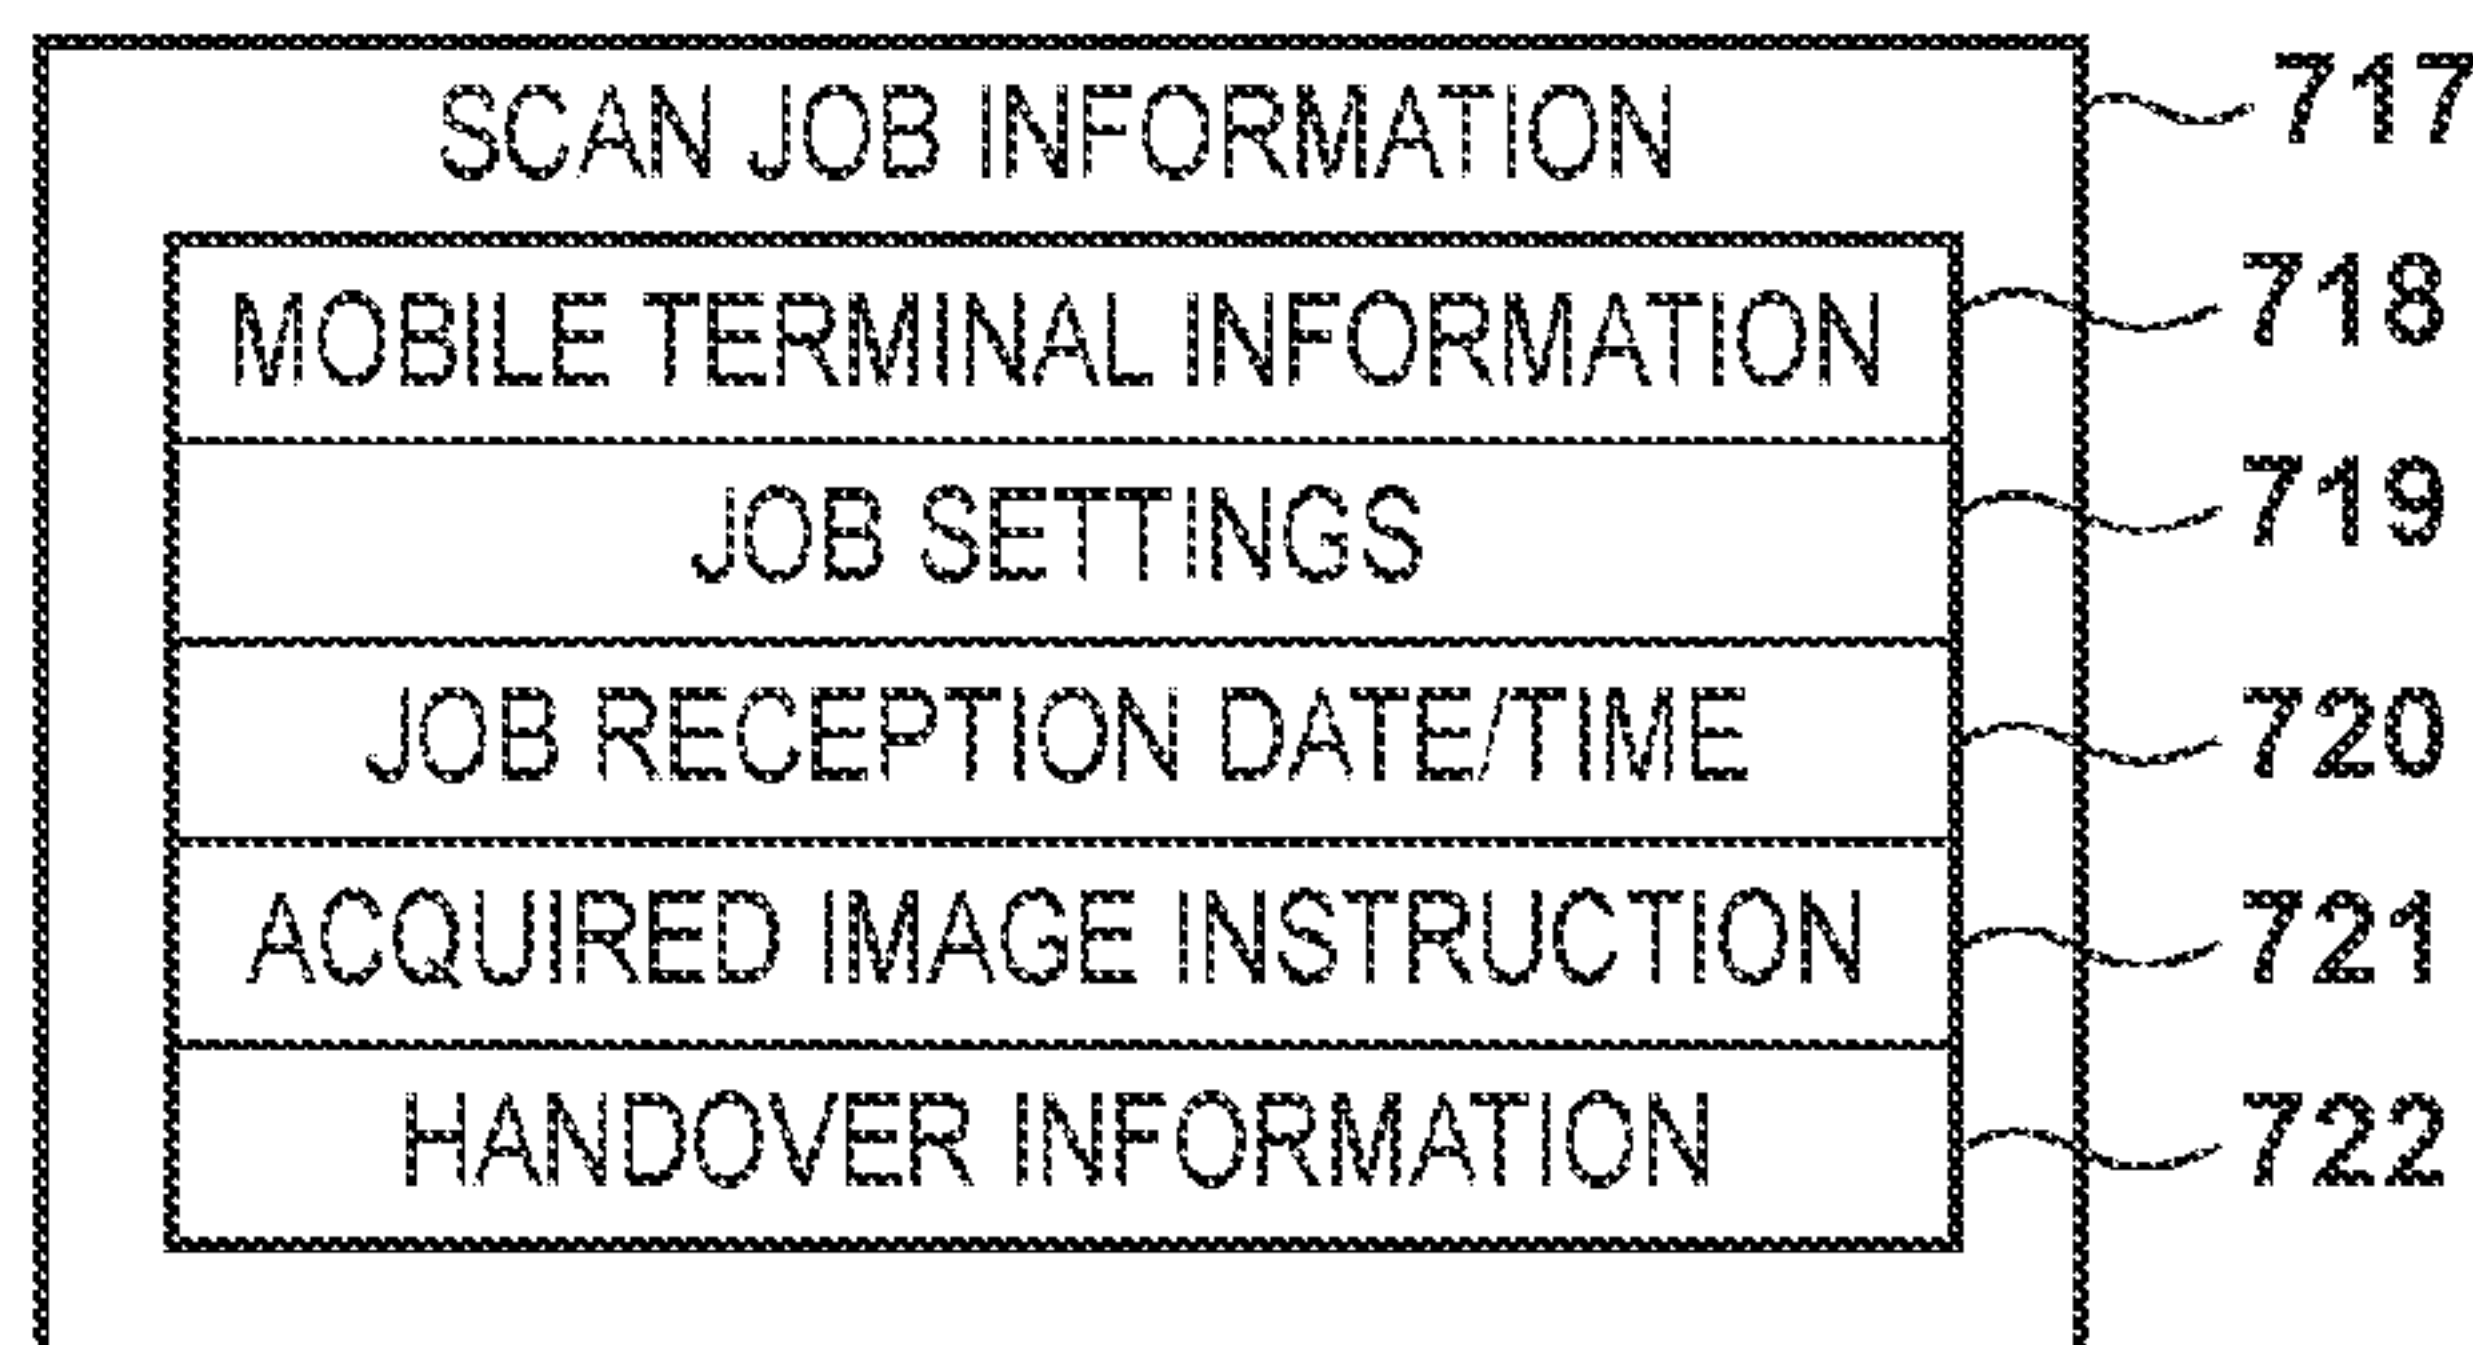 SCAN JOB INFORMATION 717
MOBILE TERMINAL INFORMATION 718
JOB SETTINGS 719
JOB RECEPTION DATE/TIME 720
ACQUIRED IMAGE INSTRUCTION 721
HANDOVER INFORMATION 722